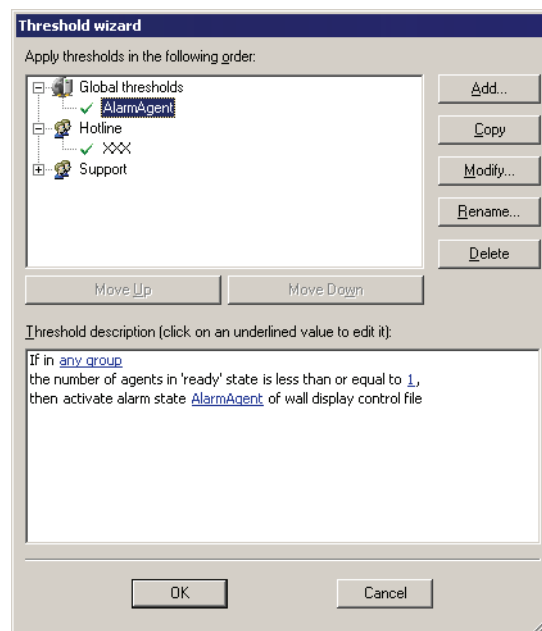 Threshold wizard
Apply thresholds in the following order:
Global thresholds
AlarmAgent
Hotline
XXX
Support
Add...
Copy
Modify...
Rename...
Delete
Move Up
Move Down
Threshold description (click on an underlined value to edit it):
If in any group
the number of agents in 'ready' state is less than or equal to 1,
then activate alarm state AlarmAgent of wall display control file
OK
Cancel